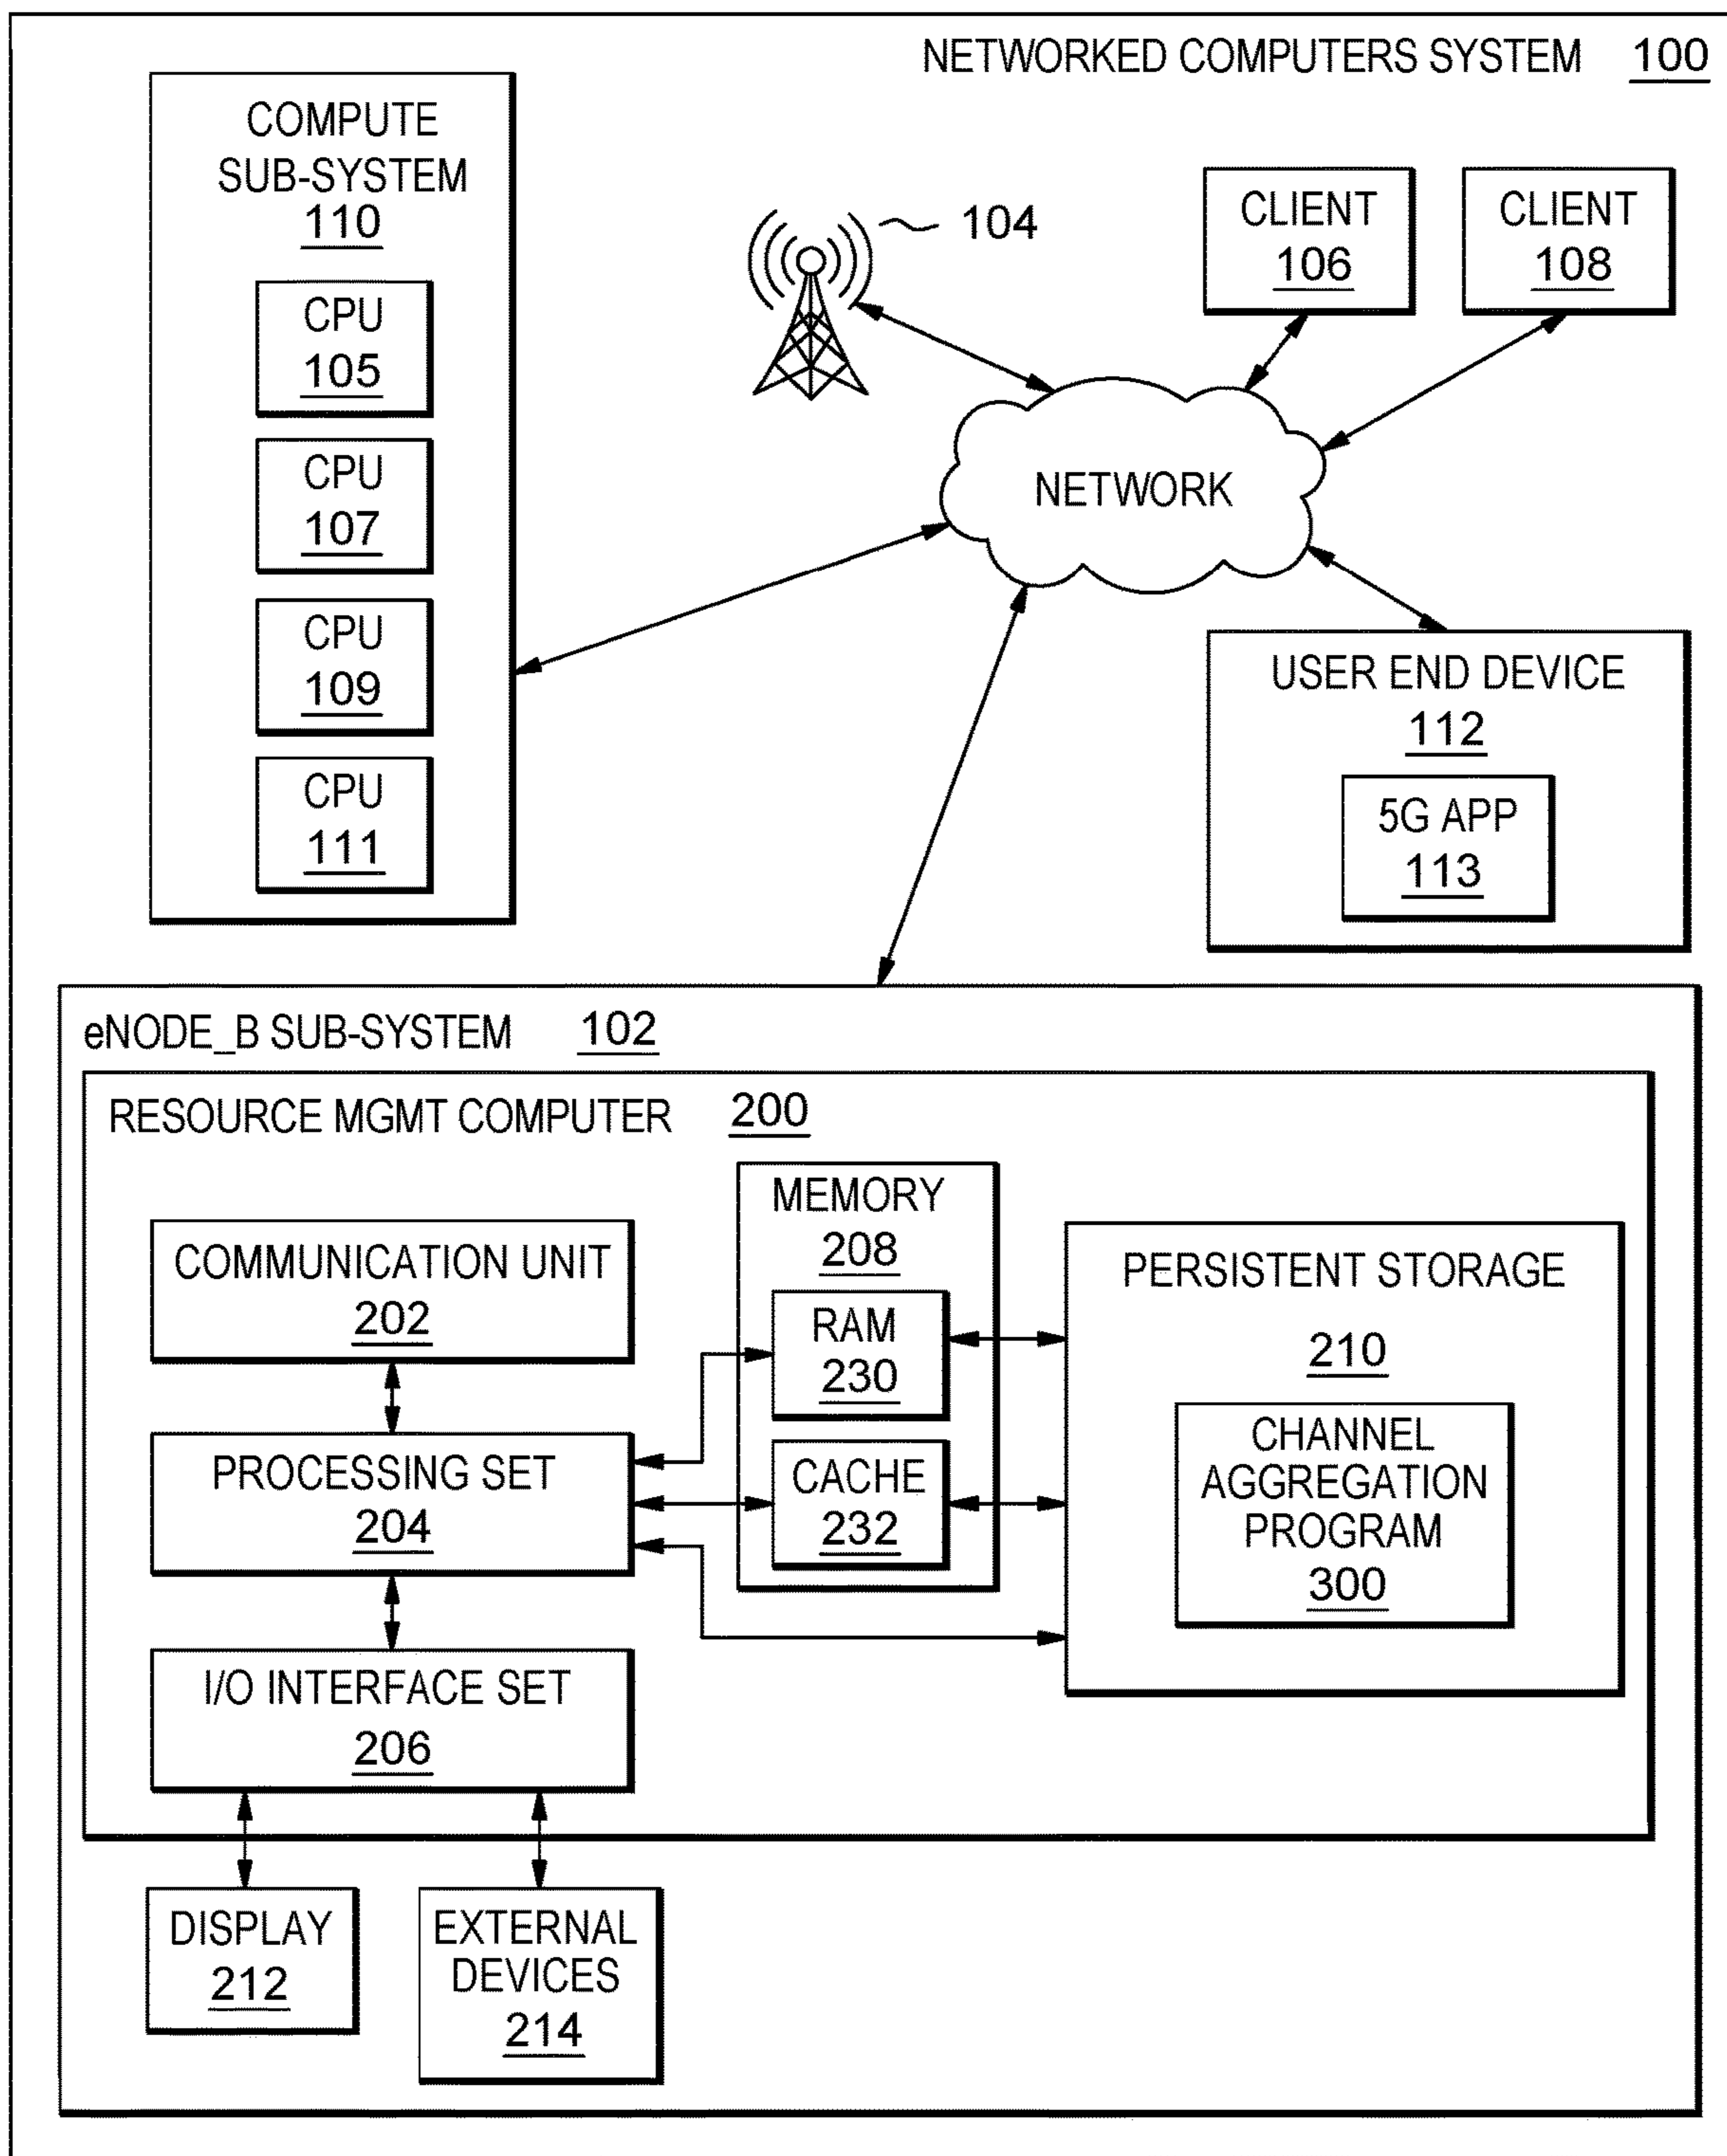 NETWORKED COMPUTERS SYSTEM 100
COMPUTE
SUB-SYSTEM
110
CPU
105
CPU
107
CPU
109
CPU
111
104
CLIENT
106
CLIENT
108
NETWORK
USER END DEVICE
112
5G APP
113
eNODE_B SUB-SYSTEM 102
RESOURCE MGMT COMPUTER 200
COMMUNICATION UNIT
202
PROCESSING SET
204
I/O INTERFACE SET
206
MEMORY
208
RAM
230
CACHE
232
PERSISTENT STORAGE
210
CHANNEL
AGGREGATION
PROGRAM
300
DISPLAY
212
EXTERNAL
DEVICES
214